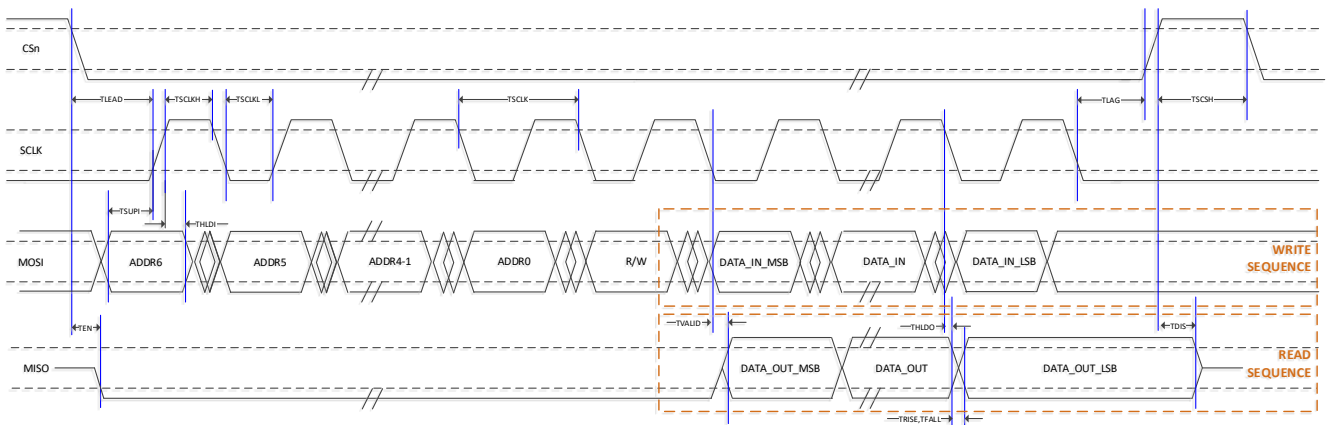 CSn
TLEAD TSCLKH TSCLKL TSCLK TLAG TSCSH
SCLK
TSUPI THLDI
MOSI ADDR6 ADDR5 ADDR4-1 ADDR0 R/W DATA_IN_MSB DATA_IN DATA_IN_LSB WRITE
SEQUENCE
TEN TVALID THLDO TDIS
MISO DATA_OUT_MSB DATA_OUT DATA_OUT_LSB READ
SEQUENCE
TRISE,TFALL